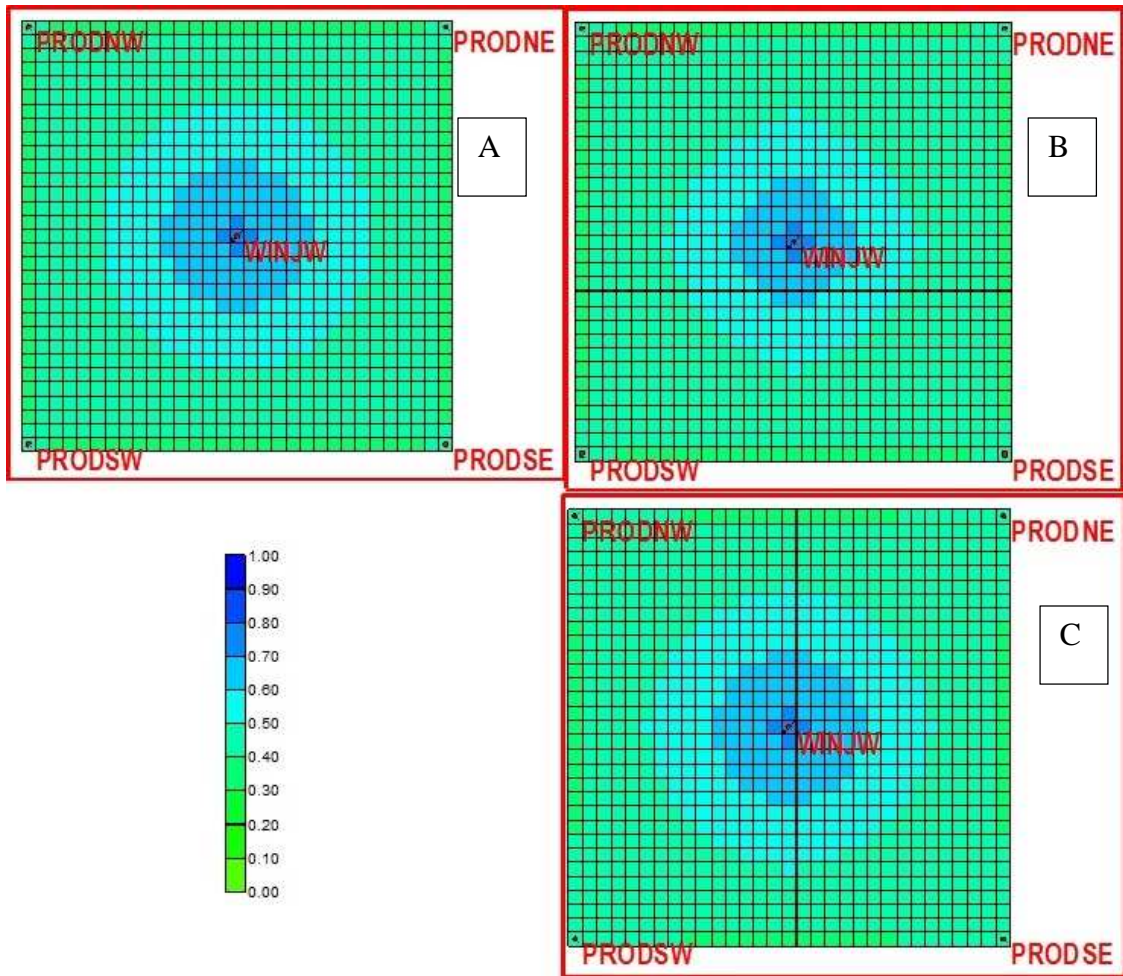 PRODNW
PRODNE
A
WINJW
PRODSW
PRODSE
PRODNW
PRODNE
B
WINJW
PRODSW
PRODSE
1.00
0.90
0.80
0.70
0.60
0.50
0.40
0.30
0.20
0.10
0.00
PRODNW
PRODNE
C
WINJW
PRODSW
PRODSE